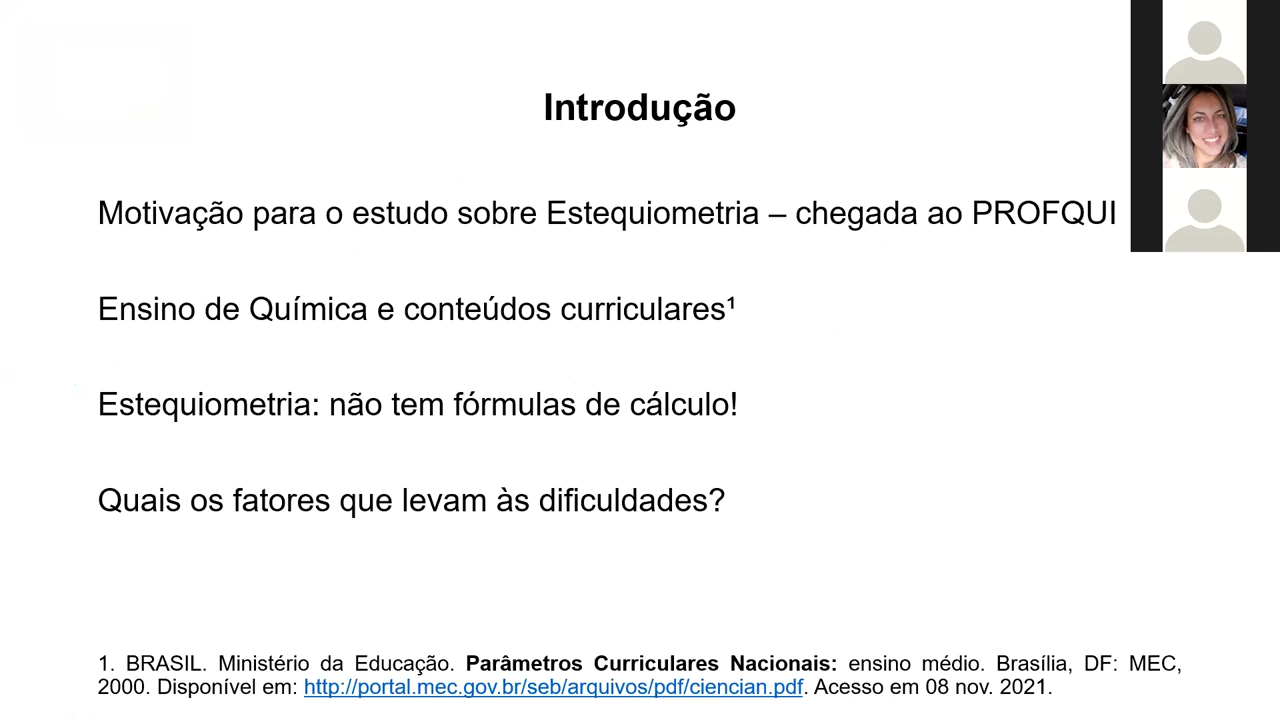 Introdução
Motivação para o estudo sobre Estequiometria – chegada ao PROFQUI
Ensino de Química e conteúdos curriculares¹
Estequiometria: não tem fórmulas de cálculo!
Quais os fatores que levam às dificuldades?
1. BRASIL. Ministério da Educação. Parâmetros Curriculares Nacionais: ensino médio. Brasília, DF: MEC,
2000. Disponível em: http://portal.mec.gov.br/seb/arquivos/pdf/ciencian.pdf. Acesso em 08 nov. 2021.